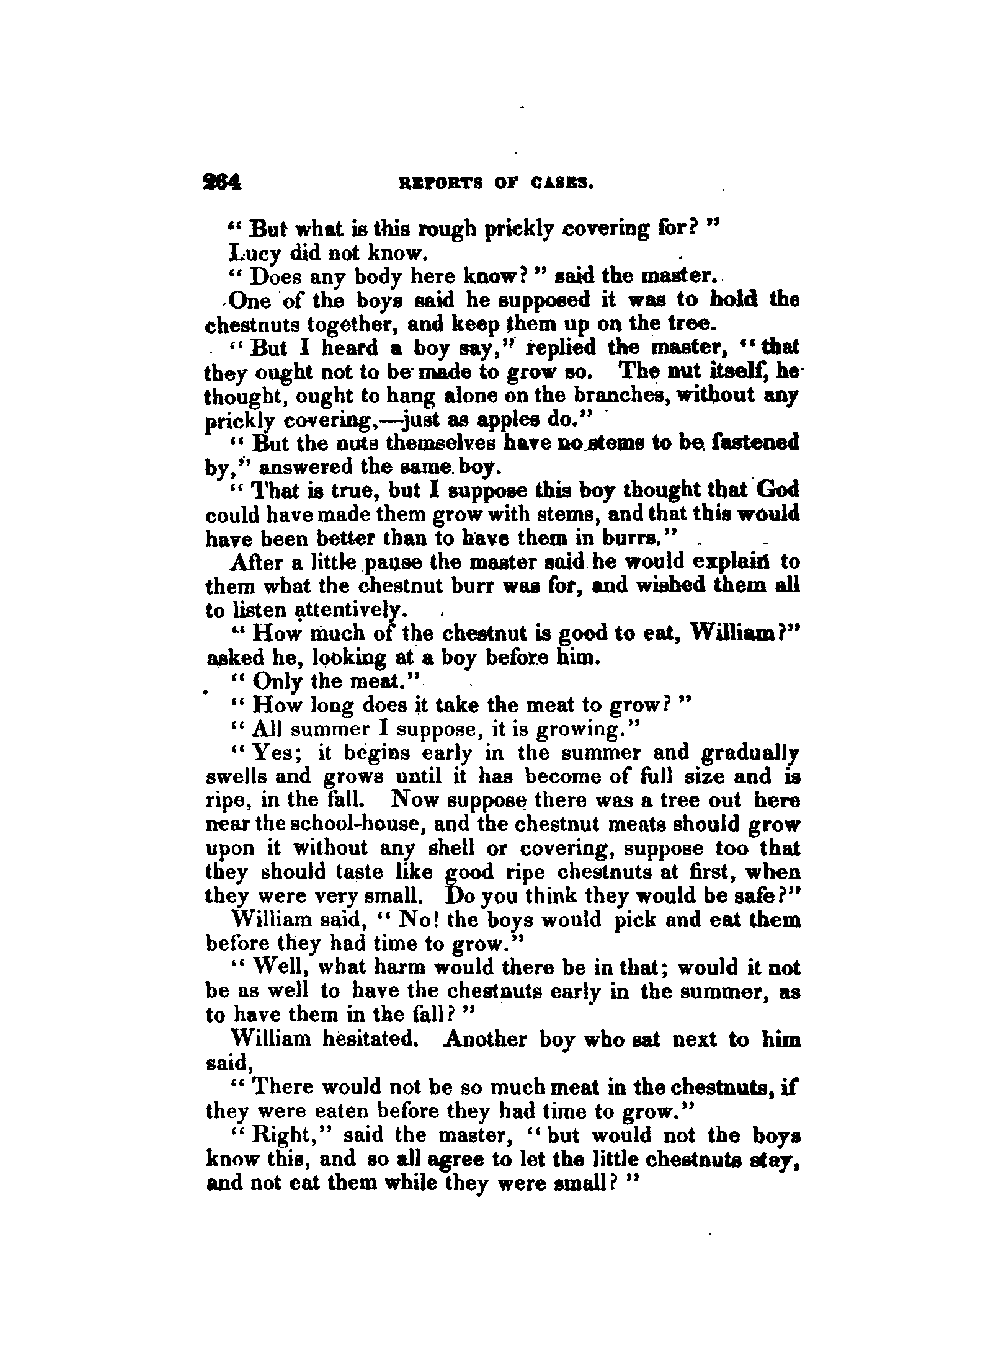 264 REPORTS OF CASES.
" But what is this rough prickly covering for? "
Lucy did not know.
" Does any body here know? " said the master.
One of the boys said he supposed it was to hold the
chestnuts together, and keep them up on the tree.
" But I heard a boy say," replied the master, " that
they ought not to be made to grow so. The nut itself, he
thought, ought to hang alone on the branches, without any
prickly covering,—just as apples do."
" But the nuts themselves have no stems to be fastened
by," answered the same boy.
" That is true, but I suppose this boy thought that God
could have made them grow with stems, and that this would
have been better than to have them in burrs."
After a little pause the master said he would explain to
them what the chestnut burr was for, and wished them all
to listen attentively.
" How much of the chestnut is good to eat, William?"
asked he, looking at a boy before him.
" Only the meat."
" How long does it take the meat to grow? "
" All summer I suppose, it is growing."
" Yes; it begins early in the summer and gradually
swells and grows until it has become of full size and is
ripe, in the fall. Now suppose there was a tree out here
near the school-house, and the chestnut meats should grow
upon it without any shell or covering, suppose too that
they should taste like good ripe chestnuts at first, when
they were very small. Do you think they would be safe?"
William said, " No! the boys would pick and eat them
before they had time to grow."
" Well, what harm would there be in that; would it not
be as well to have the chestnuts early in the summer, as
to have them in the fall? "
William hesitated. Another boy who sat next to him
said,
" There would not be so much meat in the chestnuts, if
they were eaten before they had time to grow."
" Right," said the master, " but would not the boys
know this, and so all agree to let the little chestnuts stay,
and not eat them while they were small? "